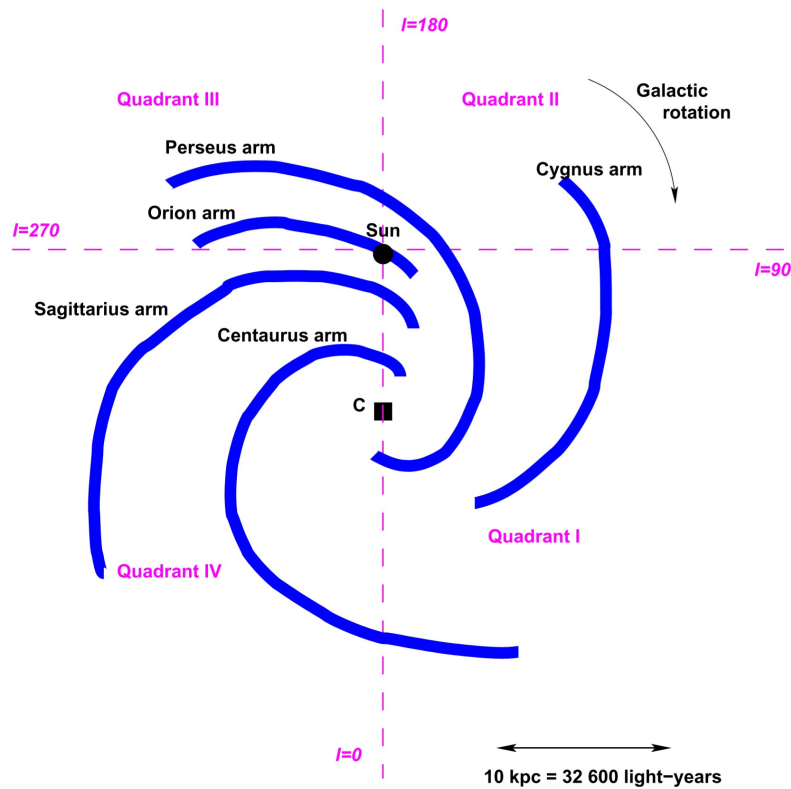 l=180
Quadrant III
Quadrant II
Galactic
rotation
Perseus arm
Cygnus arm
Orion arm
Sun
l=270
l=90
Sagittarius arm
Centaurus arm
C
Quadrant I
Quadrant IV
l=0
10 kpc = 32 600 light−years